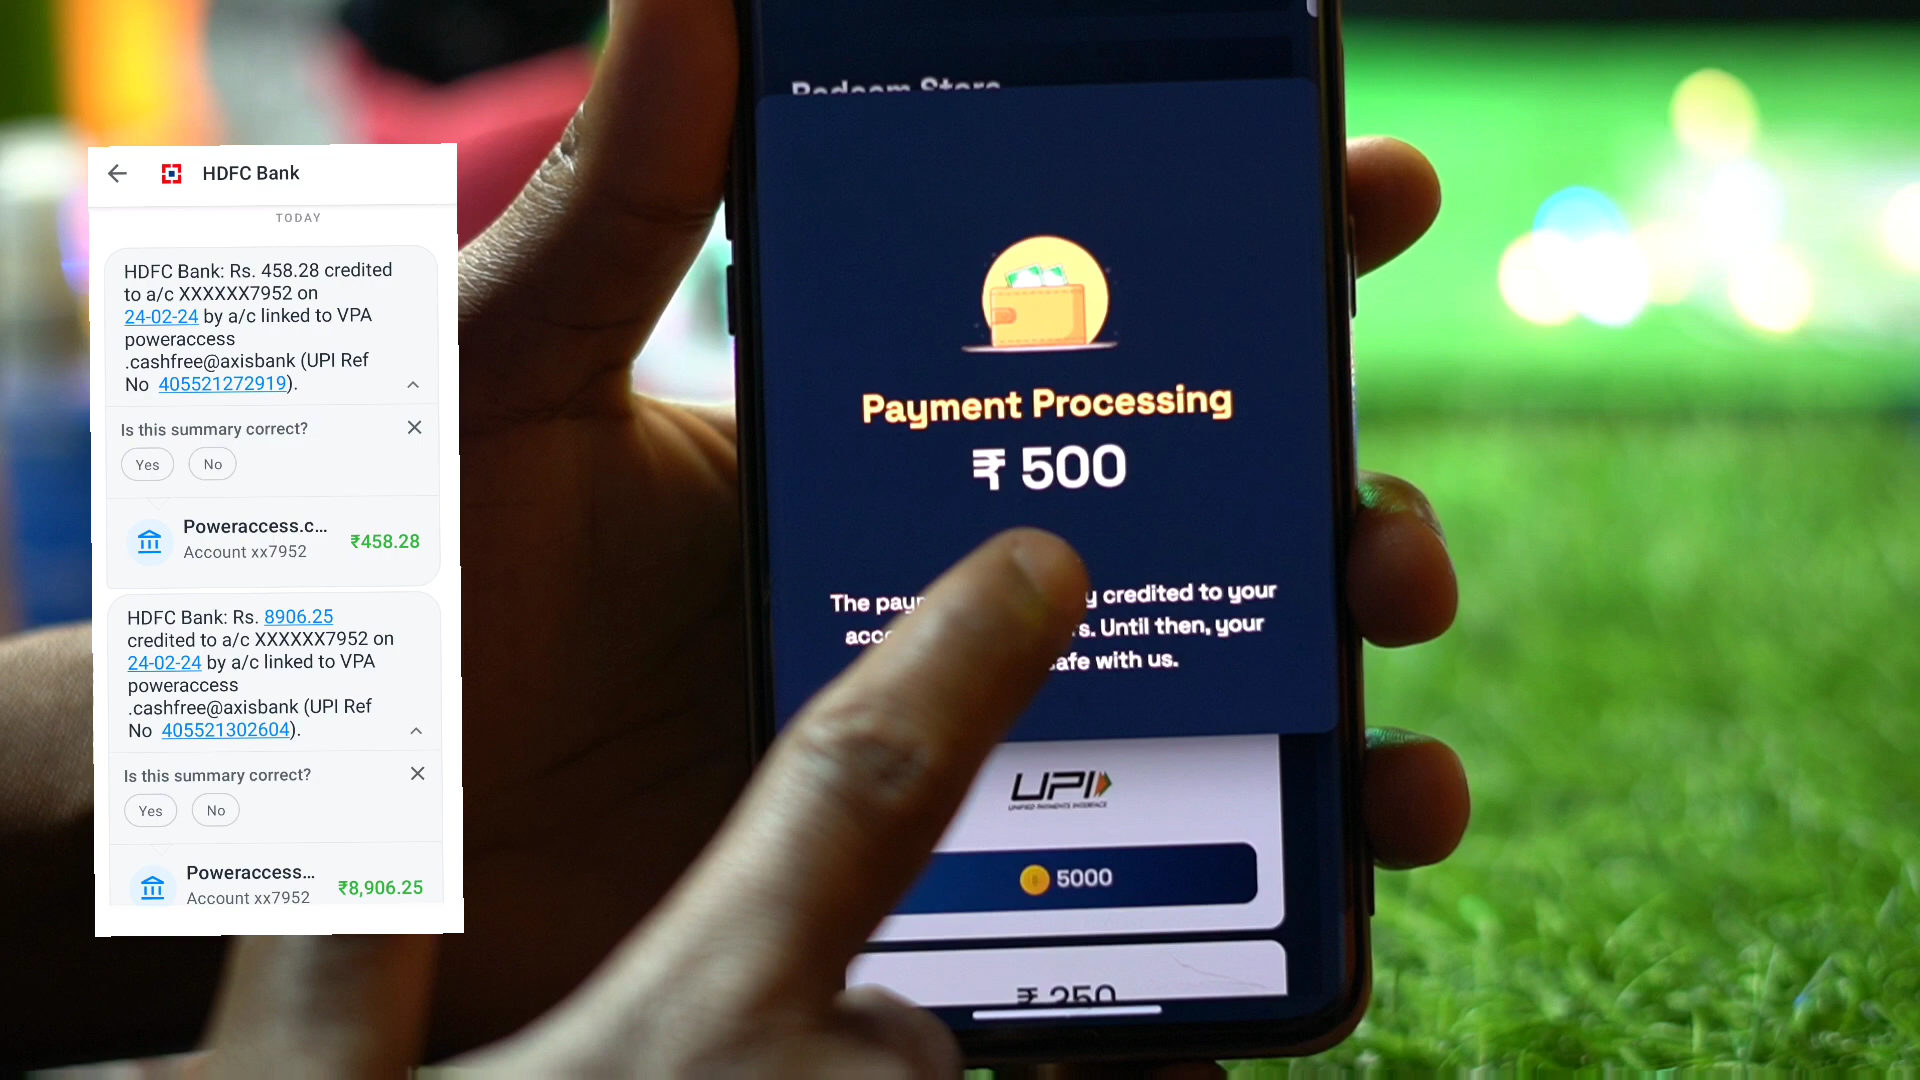 HDFC Bank
TODAY
HDFC Bank: Rs. 458.28 credited
to a/c XXXXXX7952 on
24-02-24 by a/c linked to VPA
poweraccess
.cashfree@axisbank (UPI Ref
No 405521272919).
Is this summary correct?
Yes No
Poweraccess.c... ₹458.28
Account xx7952
HDFC Bank: Rs. 8906.25
credited to a/c XXXXXX7952 on
24-02-24 by a/c linked to VPA
poweraccess
.cashfree@axisbank (UPI Ref
No 405521302604).
Is this summary correct?
Yes No
Poweraccess... ₹8,906.25
Account xx7952
Redeem Store
Payment Processing
₹ 500
The credited to your
Until then, your
with us.
UPI
UNIFIED PAYMENTS INTERFACE
5000
₹ 250